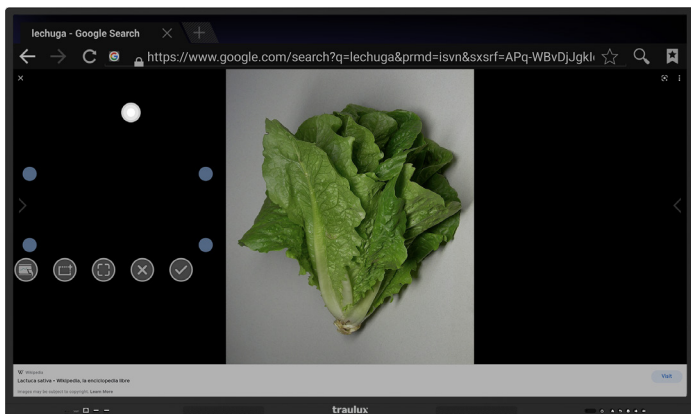 lechuga - Google Search
https://www.google.com/search?q=lechuga&prmd=isvn&sxsrf=APq-WBvDjJgkI
W Wikipedia
Lactuca sativa - Wikipedia, la enciclopedia libre
Visit
Images may be subject to copyright. Learn More
traulux